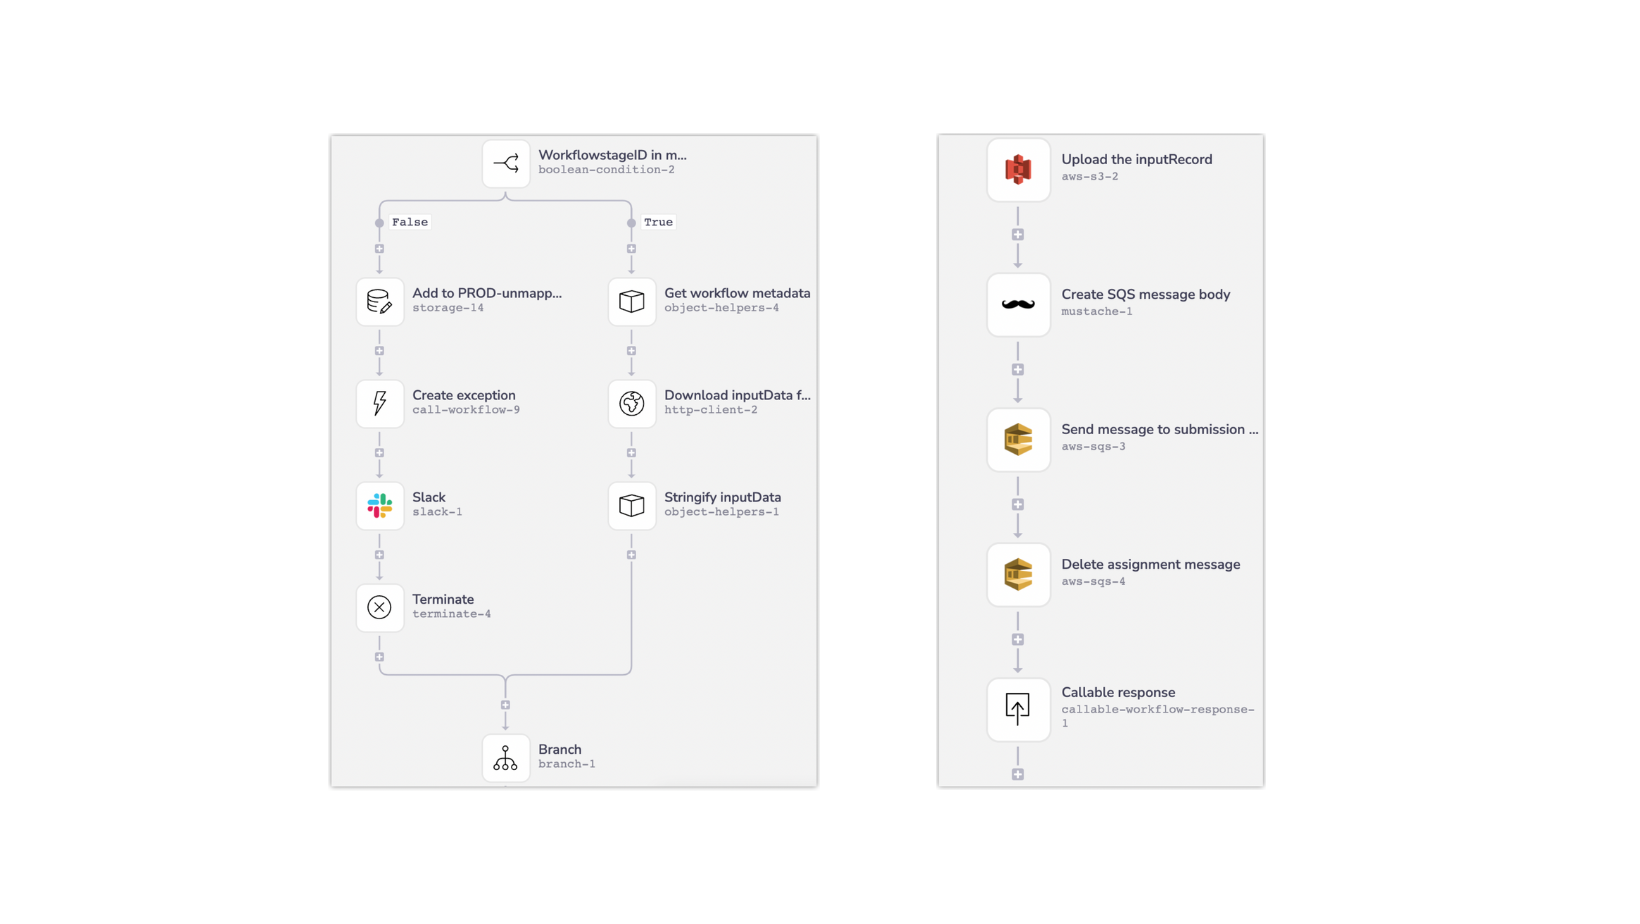 WorkflowstageID in m...
boolean-condition-2
False
True
Add to PROD-unmapp...
storage-14
Get workflow metadata
object-helpers-4
Create exception
call-workflow-9
Download inputData f...
http-client-2
Slack
slack-1
Stringify inputData
object-helpers-1
Terminate
terminate-4
Branch
branch-1
Upload the inputRecord
aws-s3-2
Create SQS message body
mustache-1
Send message to submission ...
aws-sqs-3
Delete assignment message
aws-sqs-4
Callable response
callable-workflow-response-
1